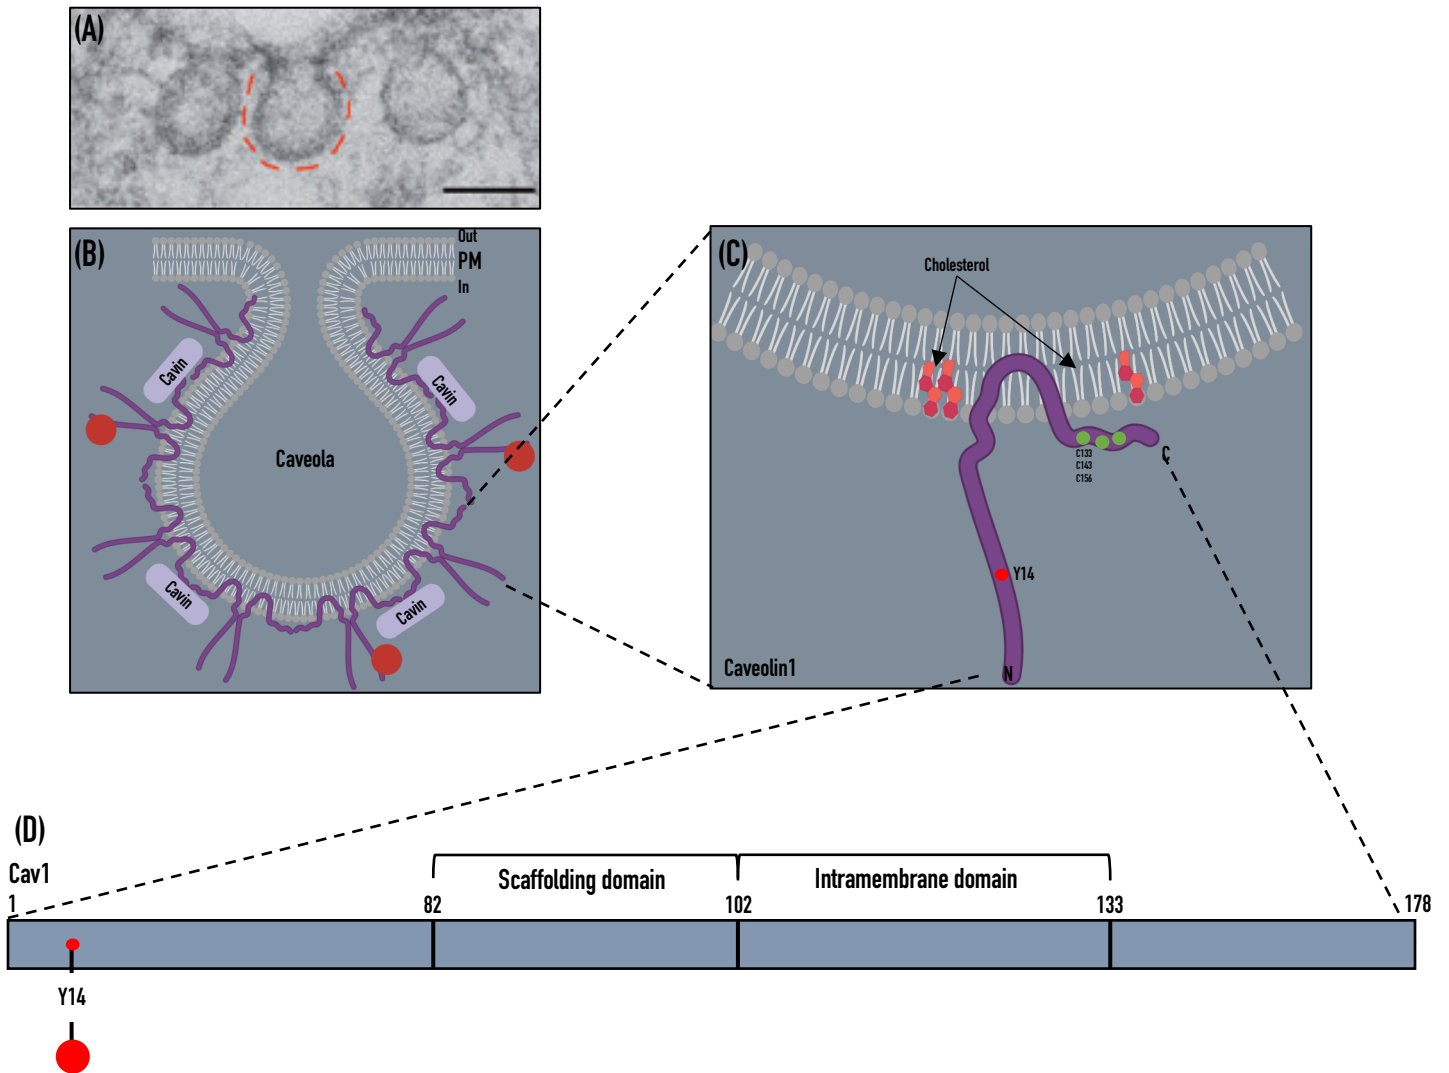 (A)
(B)
Out
PM
In
Cavin
Cavin
Caveola
Cavin
Cavin
(C)
Cholesterol
C133
C143
C156
C
Y14
N
Caveolin1
(D)
Cav1
Scaffolding domain
Intramembrane domain
1
82
102
133
178
Y14